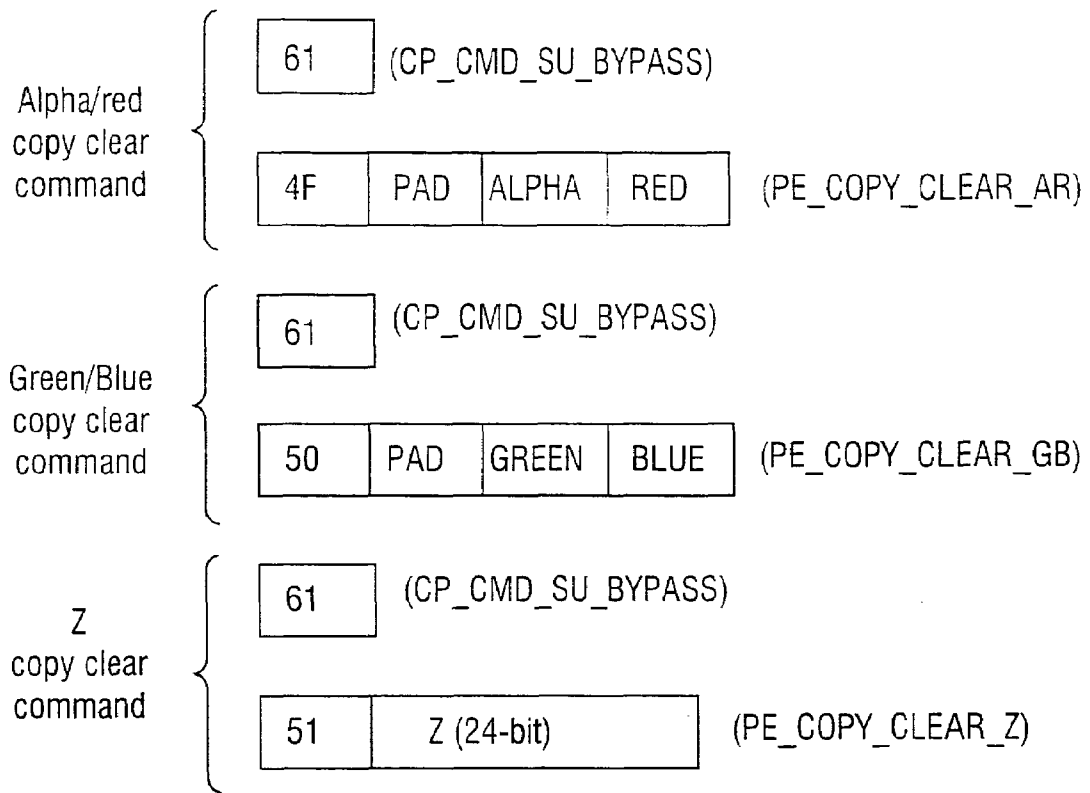 61 (CP_CMD_SU_BYPASS)
Alpha/red
copy clear
command
4F PAD ALPHA RED (PE_COPY_CLEAR_AR)
61 (CP_CMD_SU_BYPASS)
Green/Blue
copy clear
command
50 PAD GREEN BLUE (PE_COPY_CLEAR_GB)
61 (CP_CMD_SU_BYPASS)
Z
copy clear
command
51 Z (24-bit) (PE_COPY_CLEAR_Z)